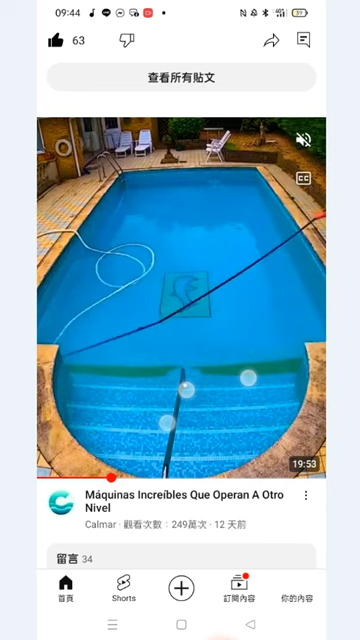 09:44
39
63
查看所有貼文
CC
19:53
Máquinas Increíbles Que Operan A Otro
Nivel
Calmar · 觀看次數：249萬次 · 12 天前
留言 34
首頁
Shorts
訂閱內容
你的內容